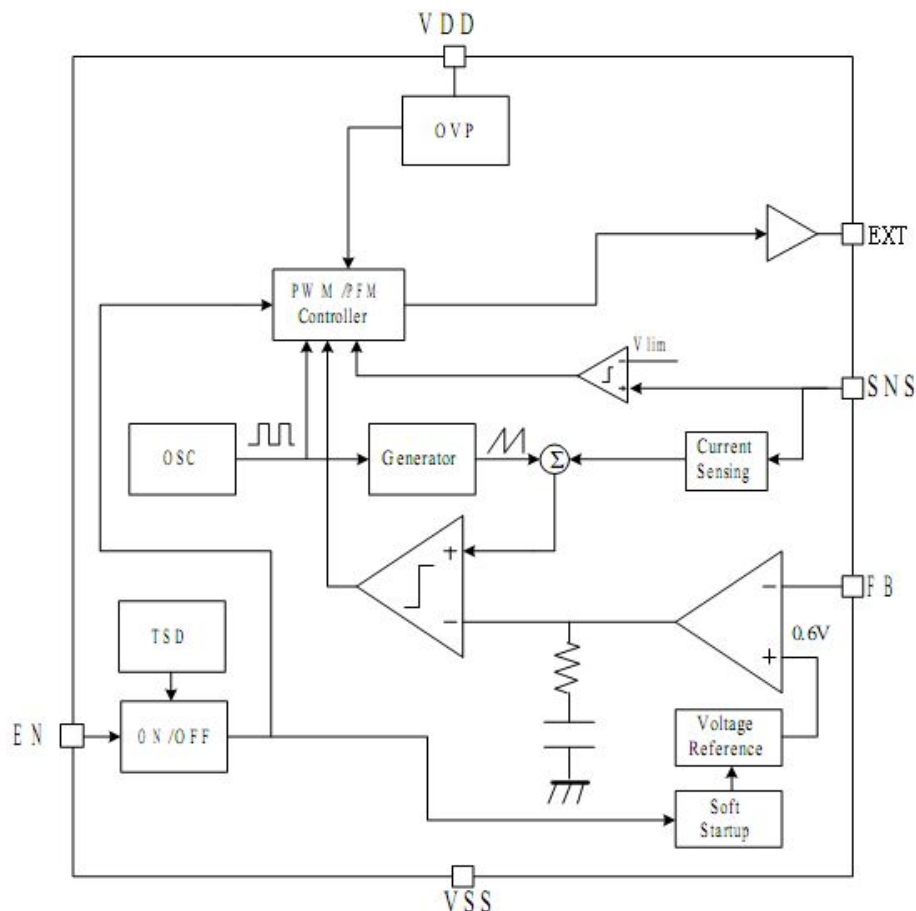 VDD
OVP
EXT
PWM/PFM
Controller
Vlim
+
SNS
OSC
Generator
Σ
Current
Sensing
+
−
−
FB
0.6V
+
TSD
EN
ON/OFF
Voltage
Reference
Soft
Startup
VSS